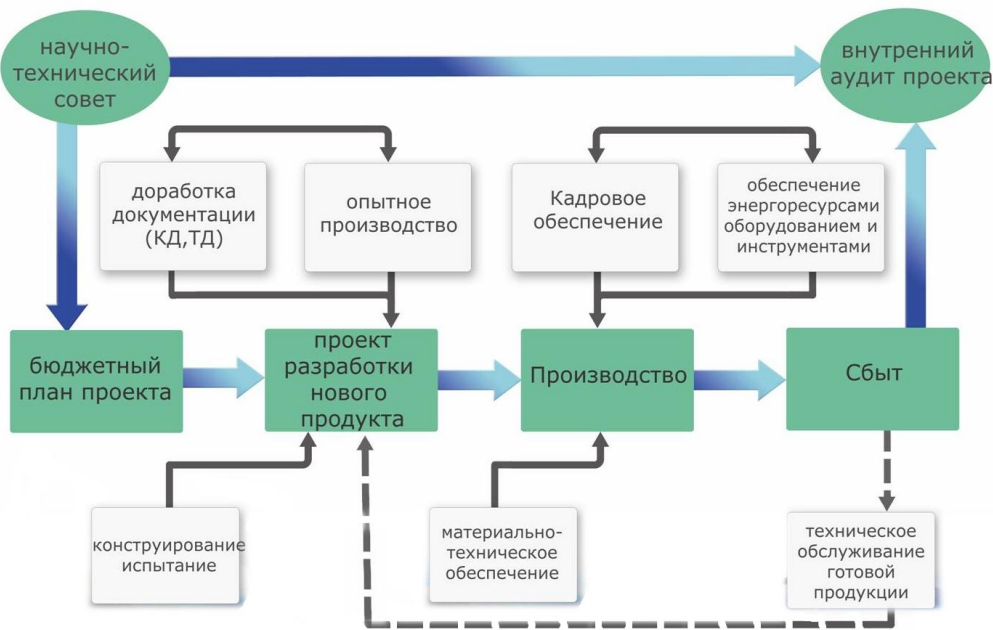 научно-
технический
совет
внутренний
аудит проекта
доработка
документации
(КД,ТД)
опытное
производство
Кадровое
обеспечение
обеспечение
энергоресурсами
оборудованием и
инструментами
бюджетный
план проекта
проект
разработки
нового
продукта
Производство
Сбыт
конструирование
испытание
материально-
техническое
обеспечение
техническое
обслуживание
готовой
продукции